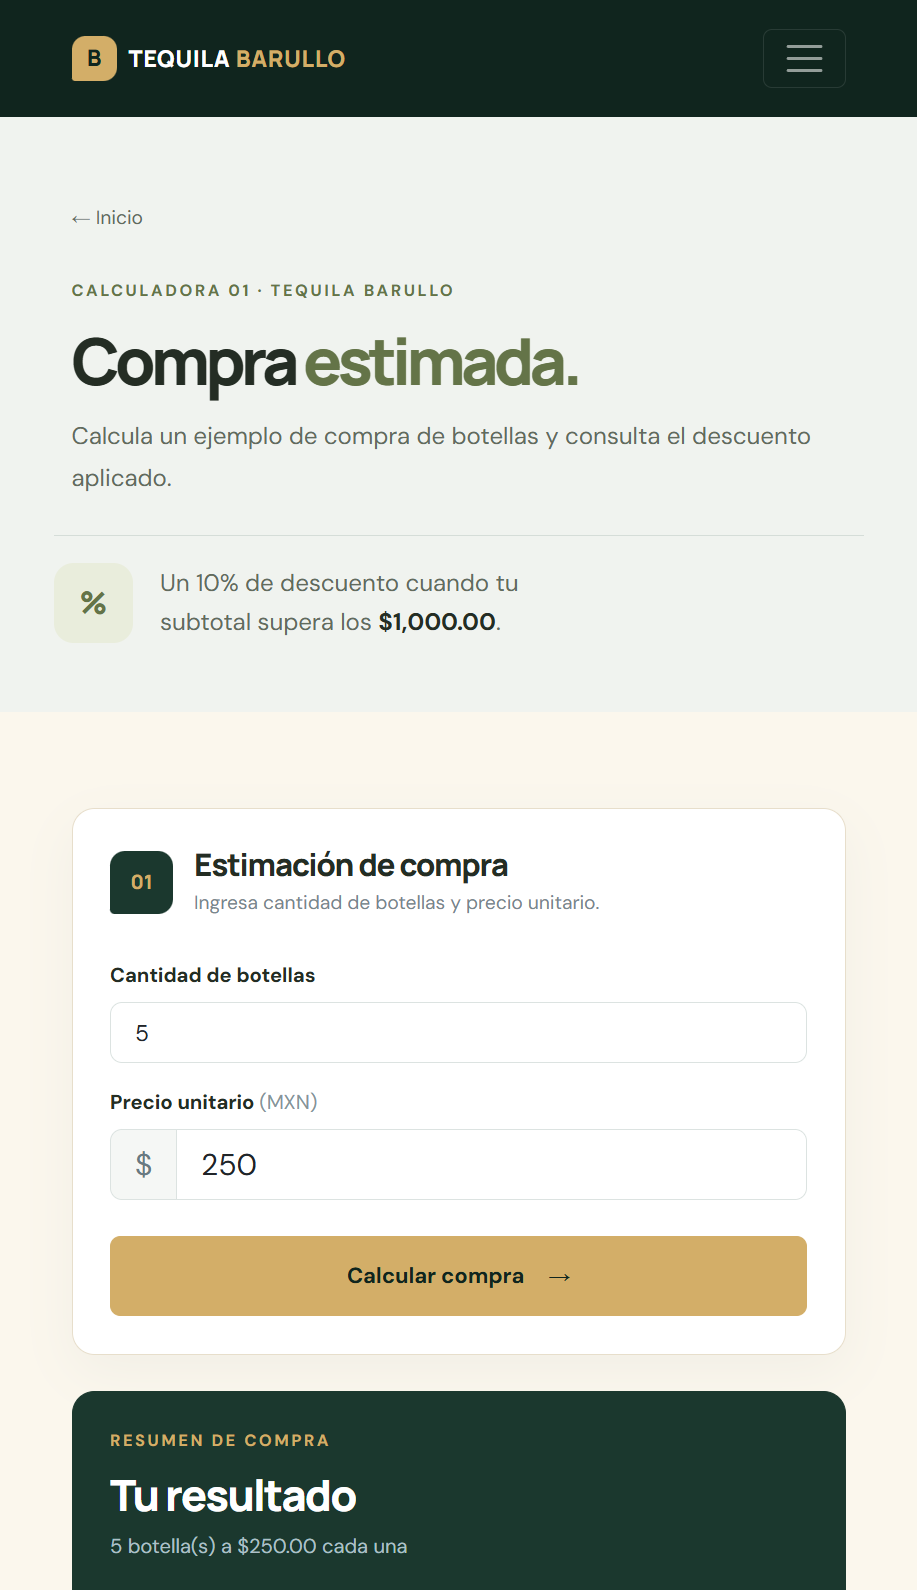 B TEQUILA BARULLO
← Inicio
CALCULADORA 01 · TEQUILA BARULLO
Compra estimada.
Calcula un ejemplo de compra de botellas y consulta el descuento
aplicado.
% Un 10% de descuento cuando tu
subtotal supera los $1,000.00.
01 Estimación de compra
Ingresa cantidad de botellas y precio unitario.
Cantidad de botellas
5
Precio unitario (MXN)
$ 250
Calcular compra →
RESUMEN DE COMPRA
Tu resultado
5 botella(s) a $250.00 cada una